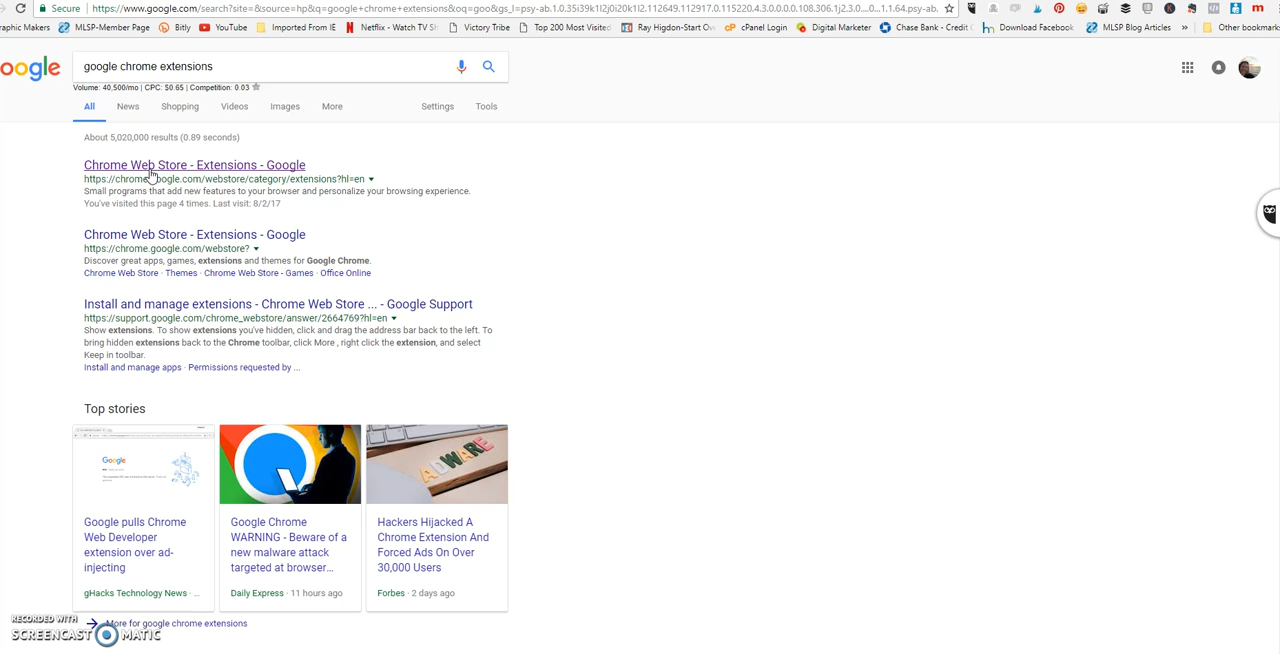 Secure https://www.google.com/search?site=&source=hp&q=google+chrome+extensions&oq=goo&gs_l=psy-ab.1.0.35i39k1l2j0i20k1l2.112649.112917.0.115220.4.3.0.0.0.0.108.306.1j2.3.0....0...1.1.64.psy-ab.
raphic Makers MLSP-Member Page Bitly YouTube Imported From IE Netflix - Watch TV Sh Victory Tribe Top 200 Most Visited Ray Higdon-Start Ov cPanel Login Digital Marketer Chase Bank - Credit C Download Facebook MLSP Blog Articles » Other bookmark
oogle google chrome extensions
Volume: 40,500/mo | CPC: $0.65 | Competition: 0.03
All News Shopping Videos Images More Settings Tools
About 5,020,000 results (0.89 seconds)
Chrome Web Store - Extensions - Google
https://chrome. oogle.com/webstore/category/extensions?hl=en
Small programs that add new features to your browser and personalize your browsing experience.
You've visited this page 4 times. Last visit: 8/2/17
Chrome Web Store - Extensions - Google
https://chrome.google.com/webstore?
Discover great apps, games, extensions and themes for Google Chrome.
Chrome Web Store · Themes · Chrome Web Store - Games · Office Online
Install and manage extensions - Chrome Web Store ... - Google Support
https://support.google.com/chrome_webstore/answer/2664769?hl=en
Show extensions. To show extensions you've hidden, click and drag the address bar back to the left. To
bring hidden extensions back to the Chrome toolbar, click More , right click the extension, and select
Keep in toolbar.
Install and manage apps · Permissions requested by ...
Top stories
Google
ADWARE
Google pulls Chrome
Web Developer
extension over ad-
injecting
gHacks Technology News · ...
Google Chrome
WARNING - Beware of a
new malware attack
targeted at browser...
Daily Express · 11 hours ago
Hackers Hijacked A
Chrome Extension And
Forced Ads On Over
30,000 Users
Forbes · 2 days ago
More for google chrome extensions
RECORDED WITH
SCREENCAST MATIC